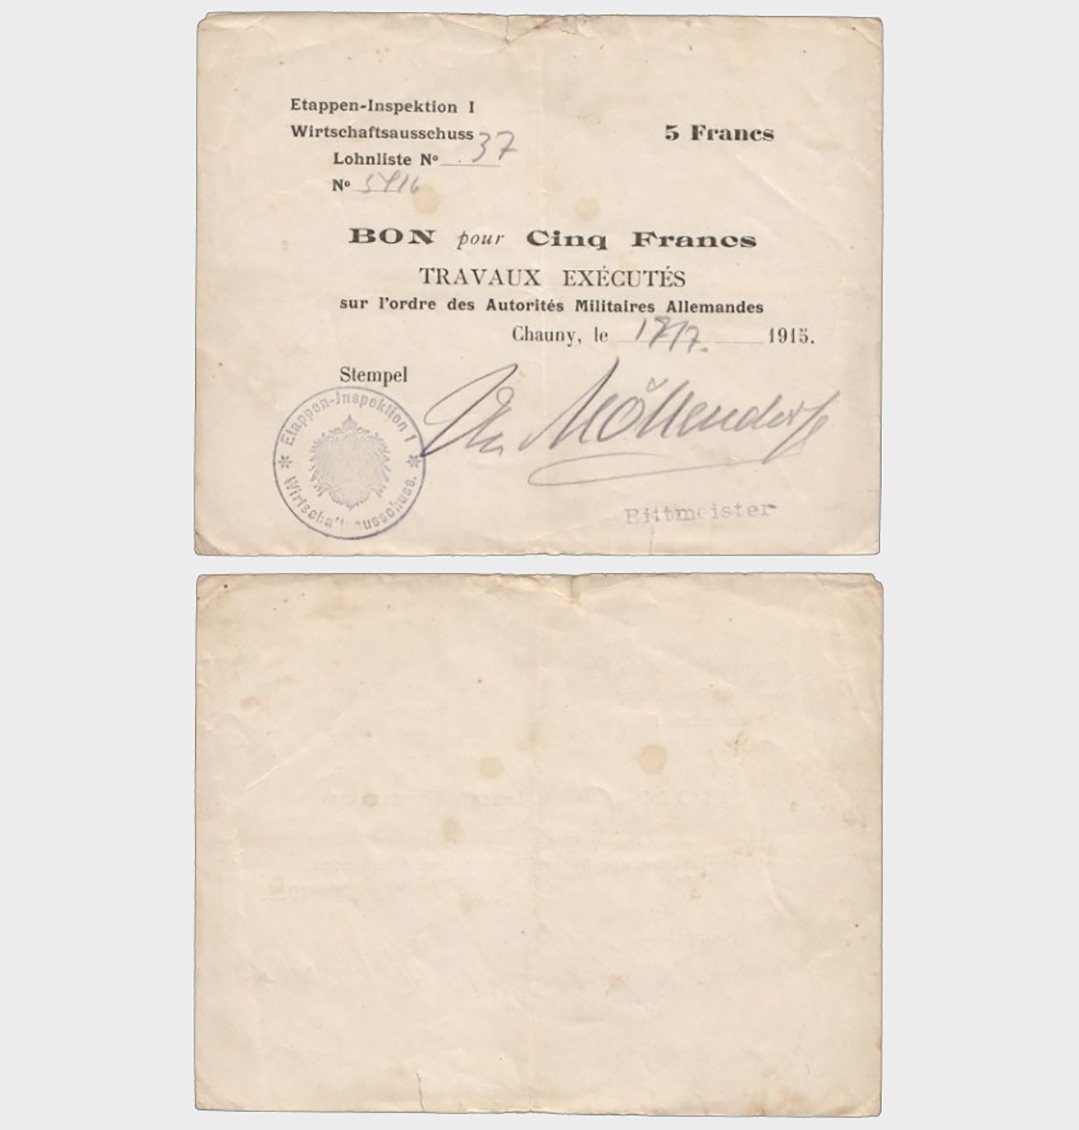 Etappen-Inspektion I
Wirtschaftsausschuss
5 Francs
Lohnliste Nº 37
Nº
BON pour Cinq Francs
TRAVAUX EXÉCUTÉS
sur l'ordre des Autorités Militaires Allemandes
Chauny, le 17/7. 1915.
Stempel
Etappen-Inspektion I
* Wirtschaftsausschuss. *
Möllendorf
Rittmeister